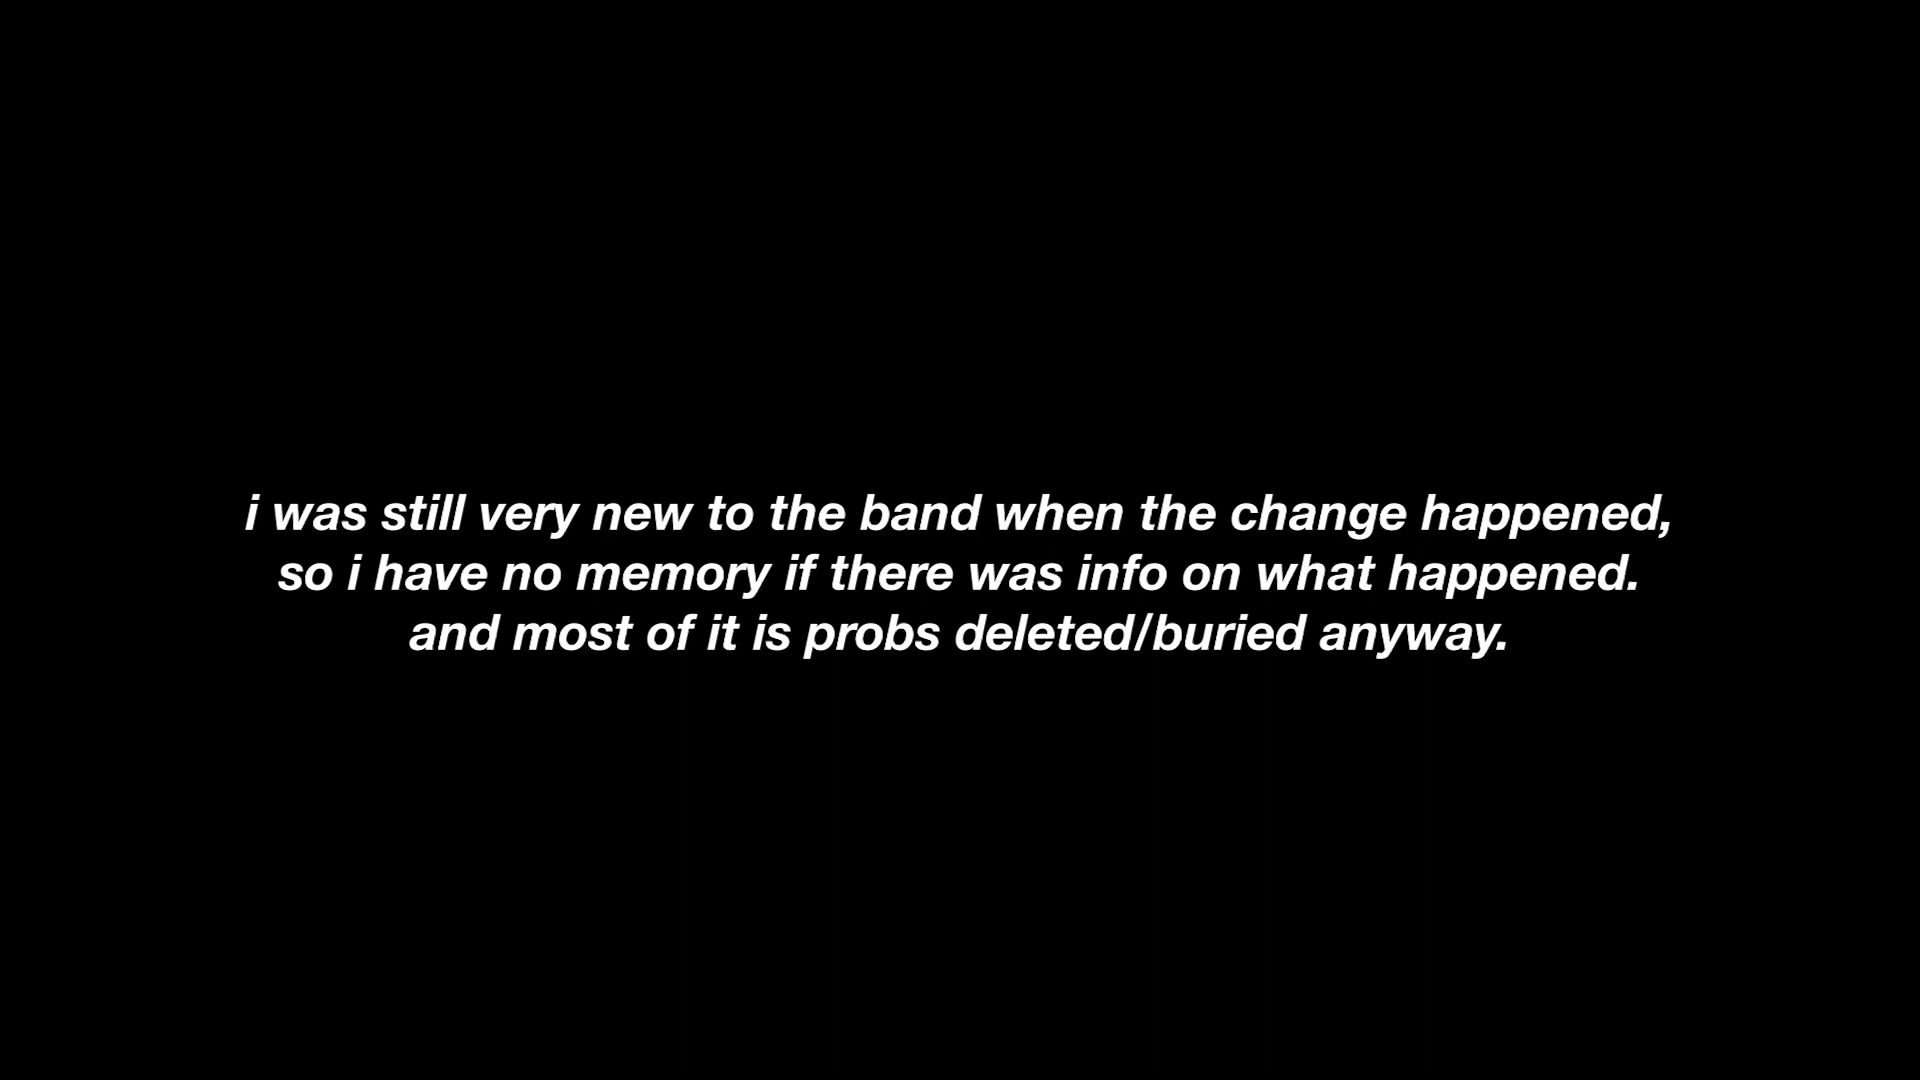 i was still very new to the band when the change happened,
so i have no memory if there was info on what happened.
and most of it is probs deleted/buried anyway.